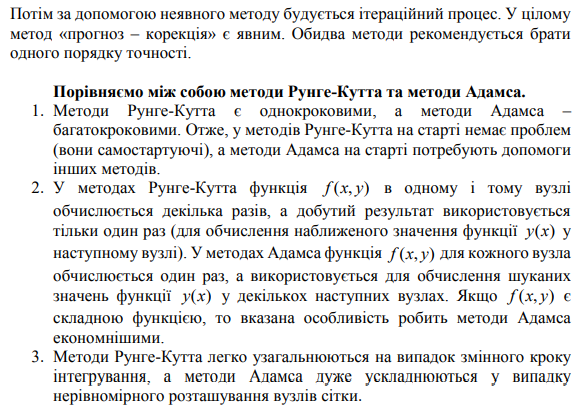 Потім за допомогою неявного методу будується ітераційний процес. У цілому
метод «прогноз – корекція» є явним. Обидва методи рекомендується брати
одного порядку точності.
Порівняємо між собою методи Рунге-Кутта та методи Адамса.
1. Методи Рунге-Кутта є однокроковими, а методи Адамса –
багатокроковими. Отже, у методів Рунге-Кутта на старті немає проблем
(вони самостартуючі), а методи Адамса на старті потребують допомоги
інших методів.
2. У методах Рунге-Кутта функція f(x,y) в одному і тому вузлі
обчислюється декілька разів, а добутий результат використовується
тільки один раз (для обчислення наближеного значення функції y(x) у
наступному вузлі). У методах Адамса функція f(x,y) для кожного вузла
обчислюється один раз, а використовується для обчислення шуканих
значень функції y(x) у декількох наступних вузлах. Якщо f(x,y) є
складною функцією, то вказана особливість робить методи Адамса
економнішими.
3. Методи Рунге-Кутта легко узагальнюються на випадок змінного кроку
інтегрування, а методи Адамса дуже ускладнюються у випадку
нерівномірного розташування вузлів сітки.